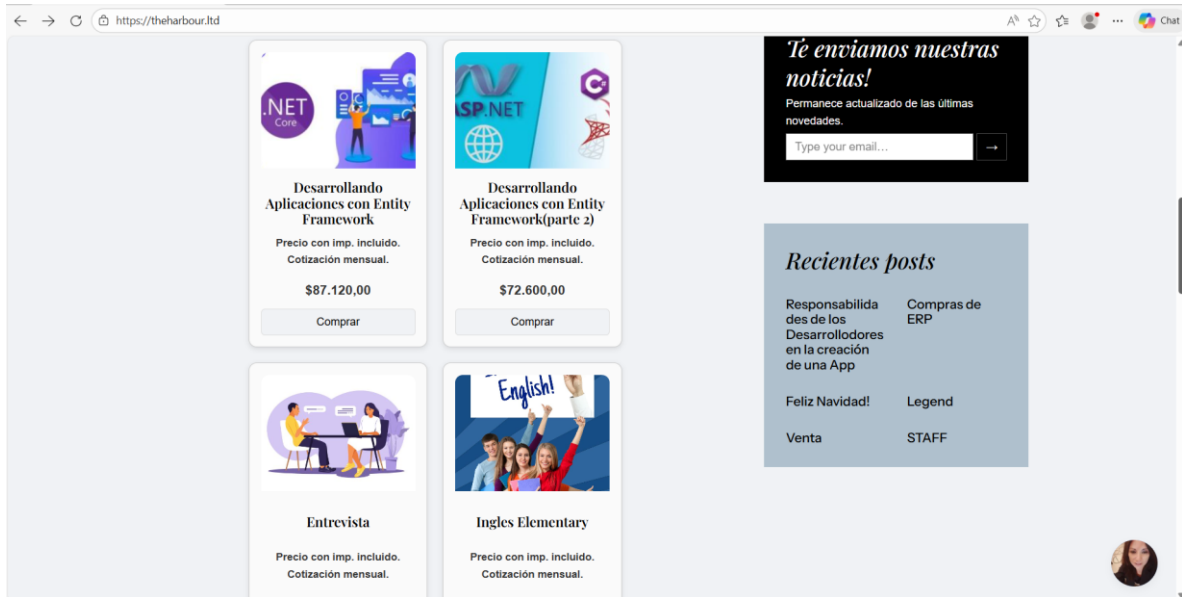 https://theharbour.ltd
Chat
.NET
Core
ASP.NET
C#
Desarrollando
Aplicaciones con Entity
Framework
Precio con imp. incluido.
Cotización mensual.
$87.120,00
Comprar
Desarrollando
Aplicaciones con Entity
Framework(parte 2)
Precio con imp. incluido.
Cotización mensual.
$72.600,00
Comprar
English!
Entrevista
Precio con imp. incluido.
Cotización mensual.
Ingles Elementary
Precio con imp. incluido.
Cotización mensual.
Te enviamos nuestras
noticias!
Permanece actualizado de las últimas
novedades.
Type your email...
→
Recientes posts
Responsabilida
des de los
Desarrollodores
en la creación
de una App
Compras de
ERP
Feliz Navidad!
Legend
Venta
STAFF